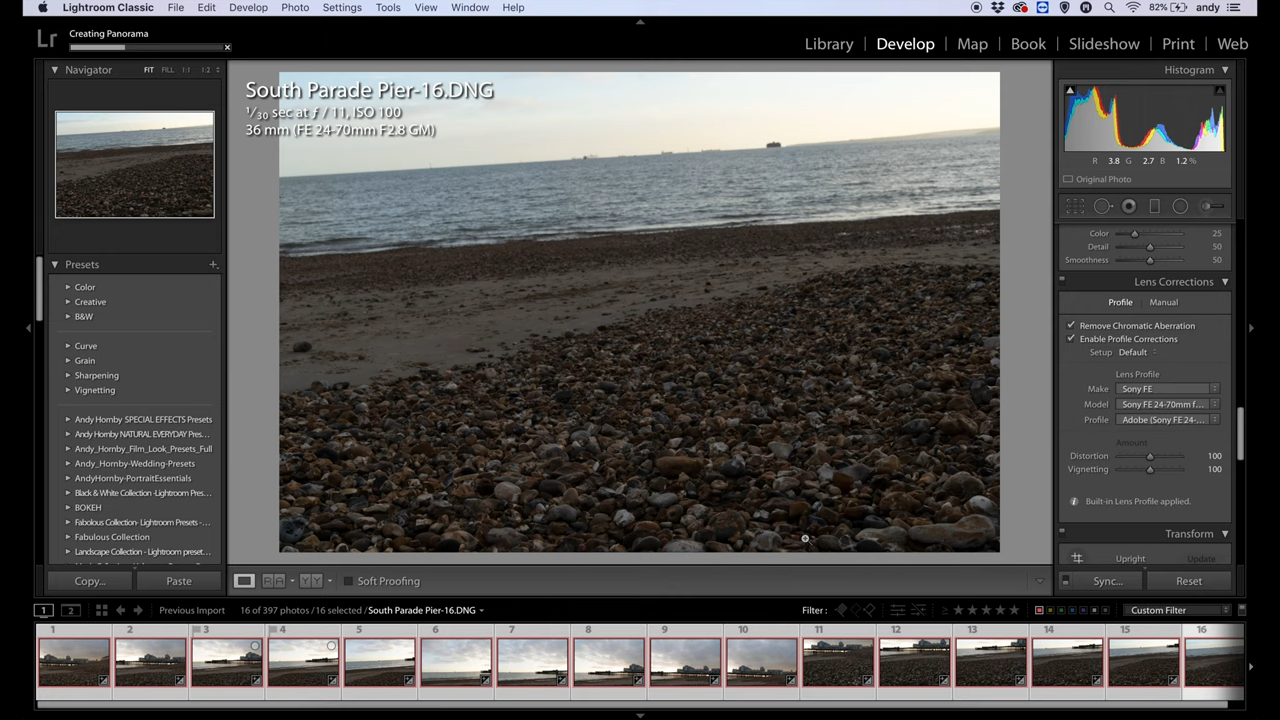 Lightroom Classic File Edit Develop Photo Settings Tools View Window Help 82% andy
Lr Creating Panorama
Library Develop Map Book Slideshow Print Web
Navigator FIT FILL 1:1 1:2
Histogram
South Parade Pier-16.DNG
1/30 sec at ƒ / 11, ISO 100
36 mm (FE 24-70mm F2.8 GM)
R 3.8 G 2.7 B 1.2 %
Original Photo
Color 25
Detail 50
Smoothness 50
Presets
Color
Creative
B&W
Curve
Grain
Sharpening
Vignetting
Andy Hornby SPECIAL EFFECTS Presets
Andy Hornby NATURAL EVERYDAY Pres...
Andy_Hornby_Film_Look_Presets_Full
Andy_Hornby-Wedding-Presets
AndyHornby-PortraitEssentials
Black & White Collection -Lightroom Pres...
BOKEH
Fabolous Collection- Lightroom Presets -...
Fabulous Collection
Landscape Collection - Lightroom preset...
Lens Corrections
Profile Manual
Remove Chromatic Aberration
Enable Profile Corrections
Setup Default
Lens Profile
Make Sony FE
Model Sony FE 24-70mm f...
Profile Adobe (Sony FE 24-...
Amount
Distortion 100
Vignetting 100
Built-in Lens Profile applied.
Transform
Upright Update
Copy... Paste
R A Y Y Soft Proofing
Sync... Reset
1 2 Previous Import 16 of 397 photos / 16 selected / South Parade Pier-16.DNG Filter : Custom Filter
1 2 3 4 5 6 7 8 9 10 11 12 13 14 15 16